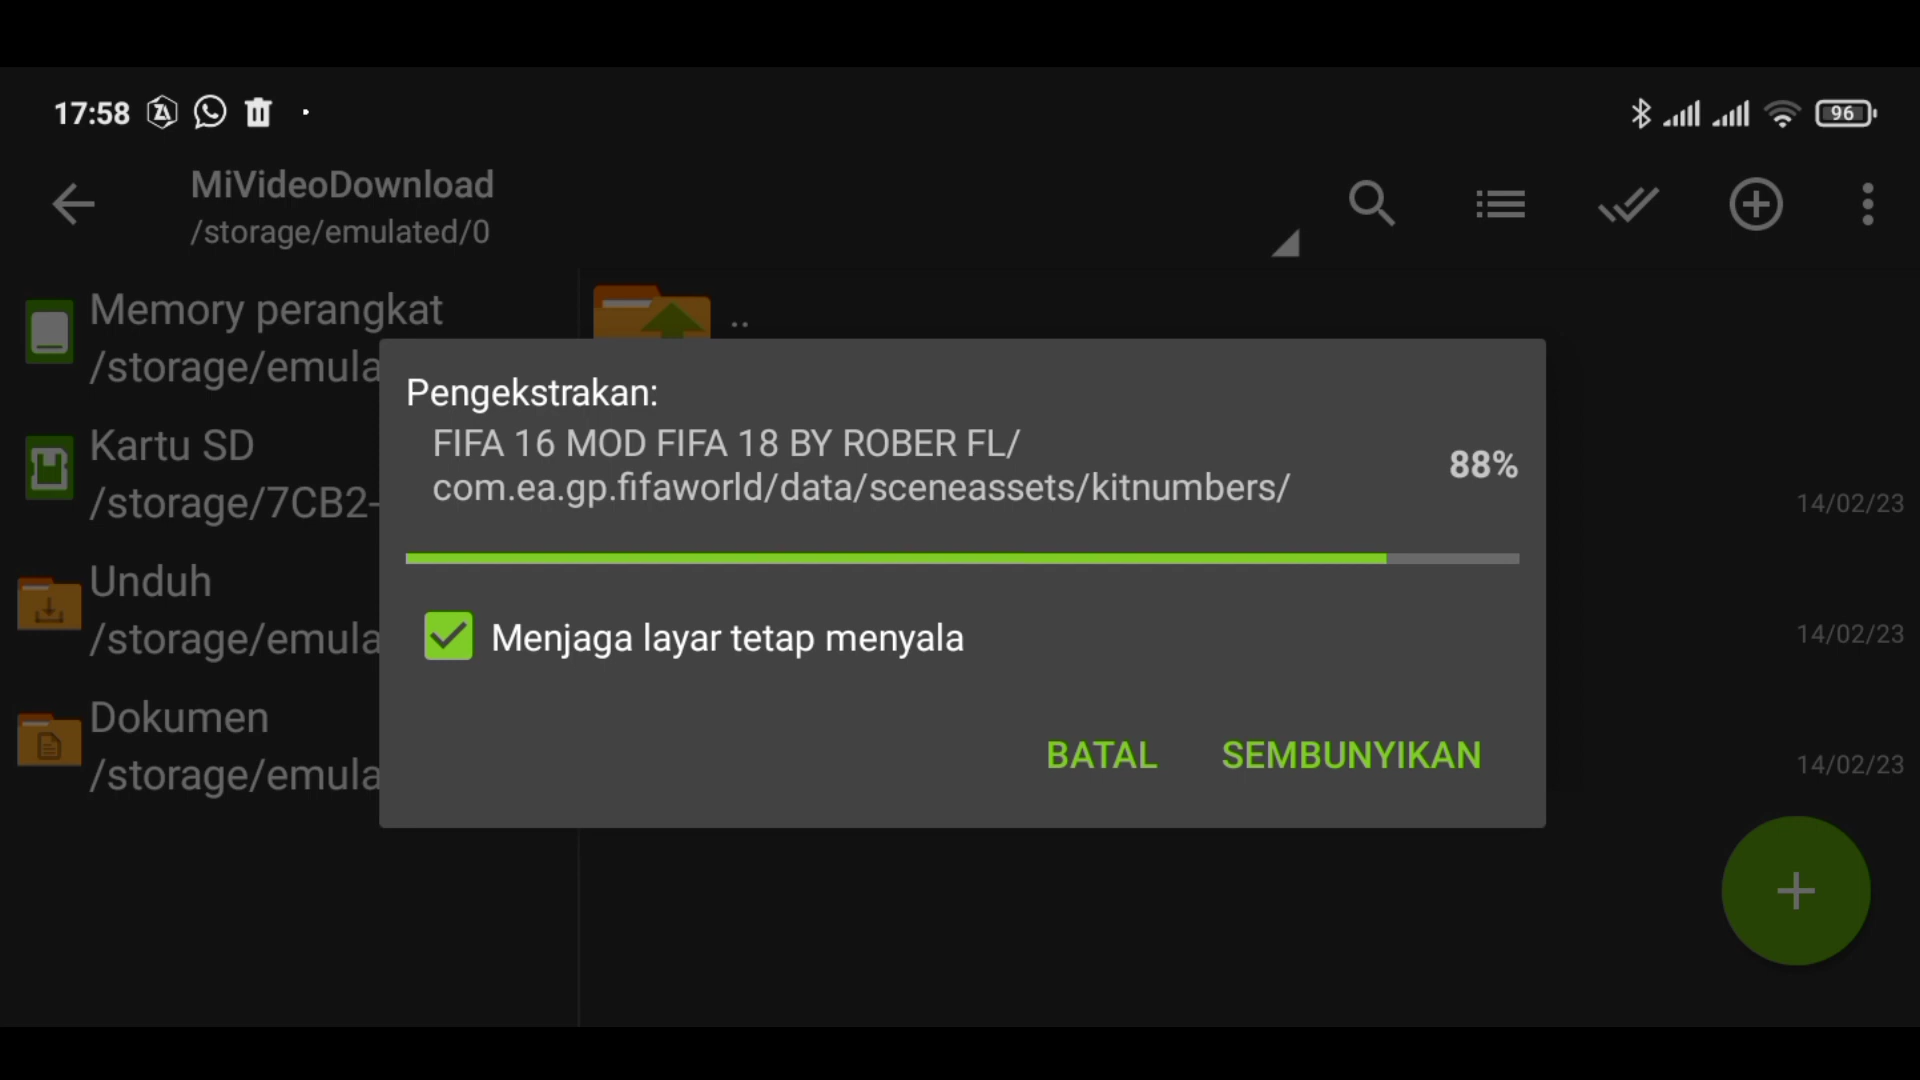 17:58
96
MiVideoDownload
/storage/emulated/0
Memory perangkat
/storage/emula
..
Kartu SD
/storage/7CB2-
Unduh
/storage/emula
Dokumen
/storage/emula
Pengekstrakan:
FIFA 16 MOD FIFA 18 BY ROBER FL/
com.ea.gp.fifaworld/data/sceneassets/kitnumbers/
88%
Menjaga layar tetap menyala
BATAL SEMBUNYIKAN
14/02/23
14/02/23
14/02/23